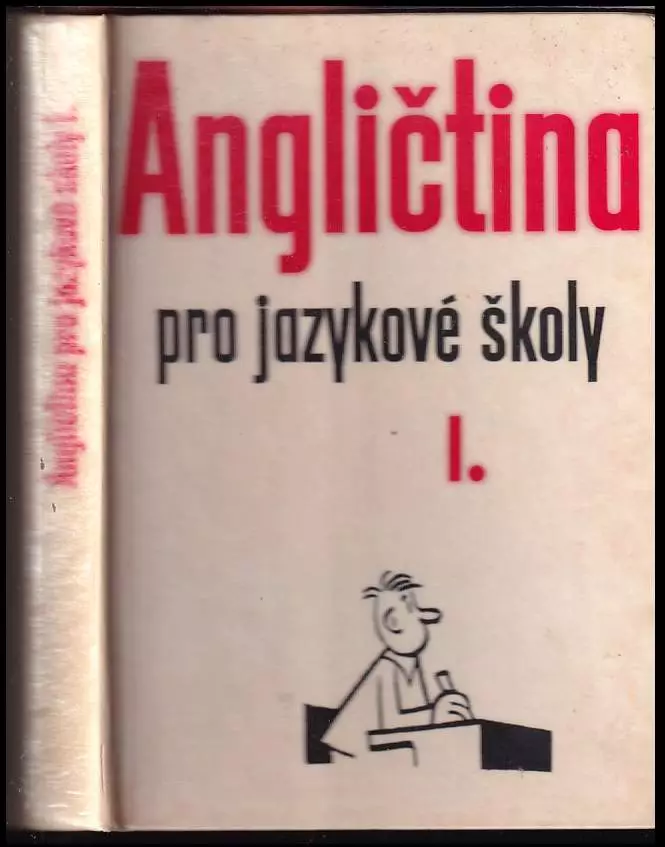 Angličtina pro jazykové školy I.
Angličtina
pro jazykové školy
I.